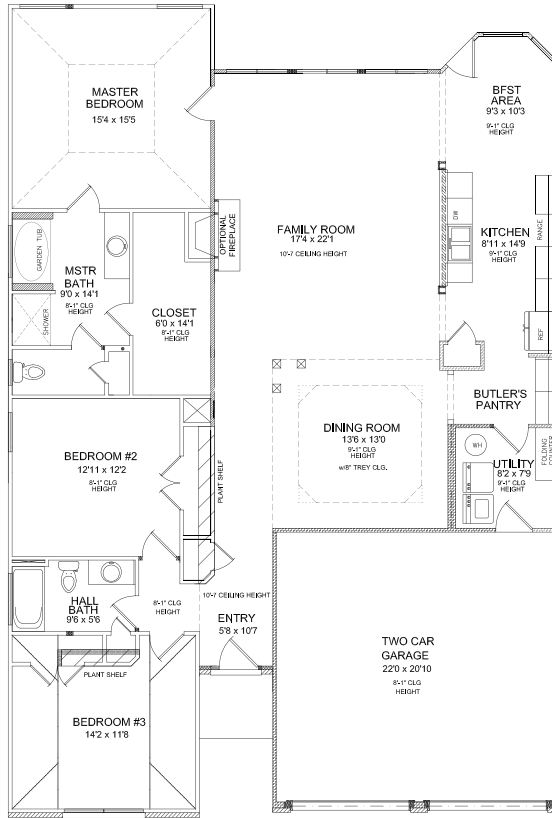 MASTER
BEDROOM
15'4 x 15'5
BFST
AREA
9'3 x 10'3
9'-1" CLG
HEIGHT
GARDEN TUB
MSTR
BATH
9'0 x 14'1
8'-1" CLG
HEIGHT
SHOWER
CLOSET
6'0 x 14'1
8'-1" CLG
HEIGHT
OPTIONAL
FIREPLACE
FAMILY ROOM
17'4 x 22'1
10'-7 CEILING HEIGHT
DW
KITCHEN
8'11 x 14'9
9'-1" CLG
HEIGHT
RANGE
REF
BUTLER'S
PANTRY
DINING ROOM
13'6 x 13'0
9'-1" CLG
HEIGHT
w/8" TREY CLG.
BEDROOM #2
12'11 x 12'2
8'-1" CLG
HEIGHT
PLANT SHELF
WH
UTILITY
8'2 x 7'9
9'-1" CLG
HEIGHT
FOLDING
COUNTER
HALL
BATH
9'6 x 5'6
8'-1" CLG
HEIGHT
10'-7 CEILING HEIGHT
ENTRY
5'8 x 10'7
TWO CAR
GARAGE
22'0 x 20'10
8'-1" CLG
HEIGHT
PLANT SHELF
BEDROOM #3
14'2 x 11'8